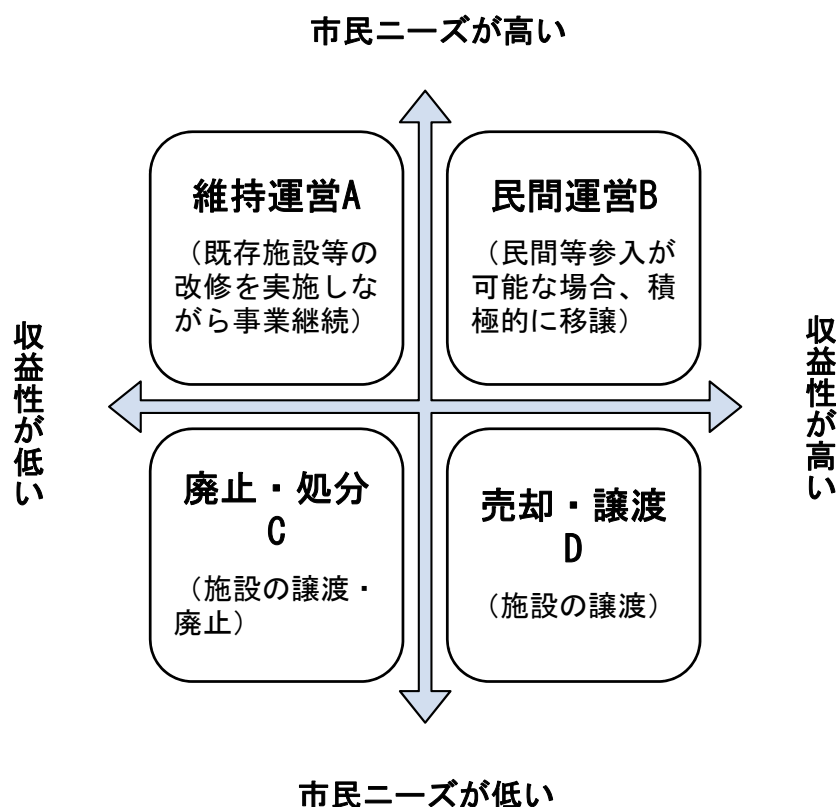 市民ニーズが高い
維持運営A
（既存施設等の
改修を実施しな
がら事業継続）
民間運営B
（民間等参入が
可能な場合、積
極的に移譲）
収益性が低い
収益性が高い
廃止・処分
C
（施設の譲渡・
廃止）
売却・譲渡
D
（施設の譲渡）
市民ニーズが低い